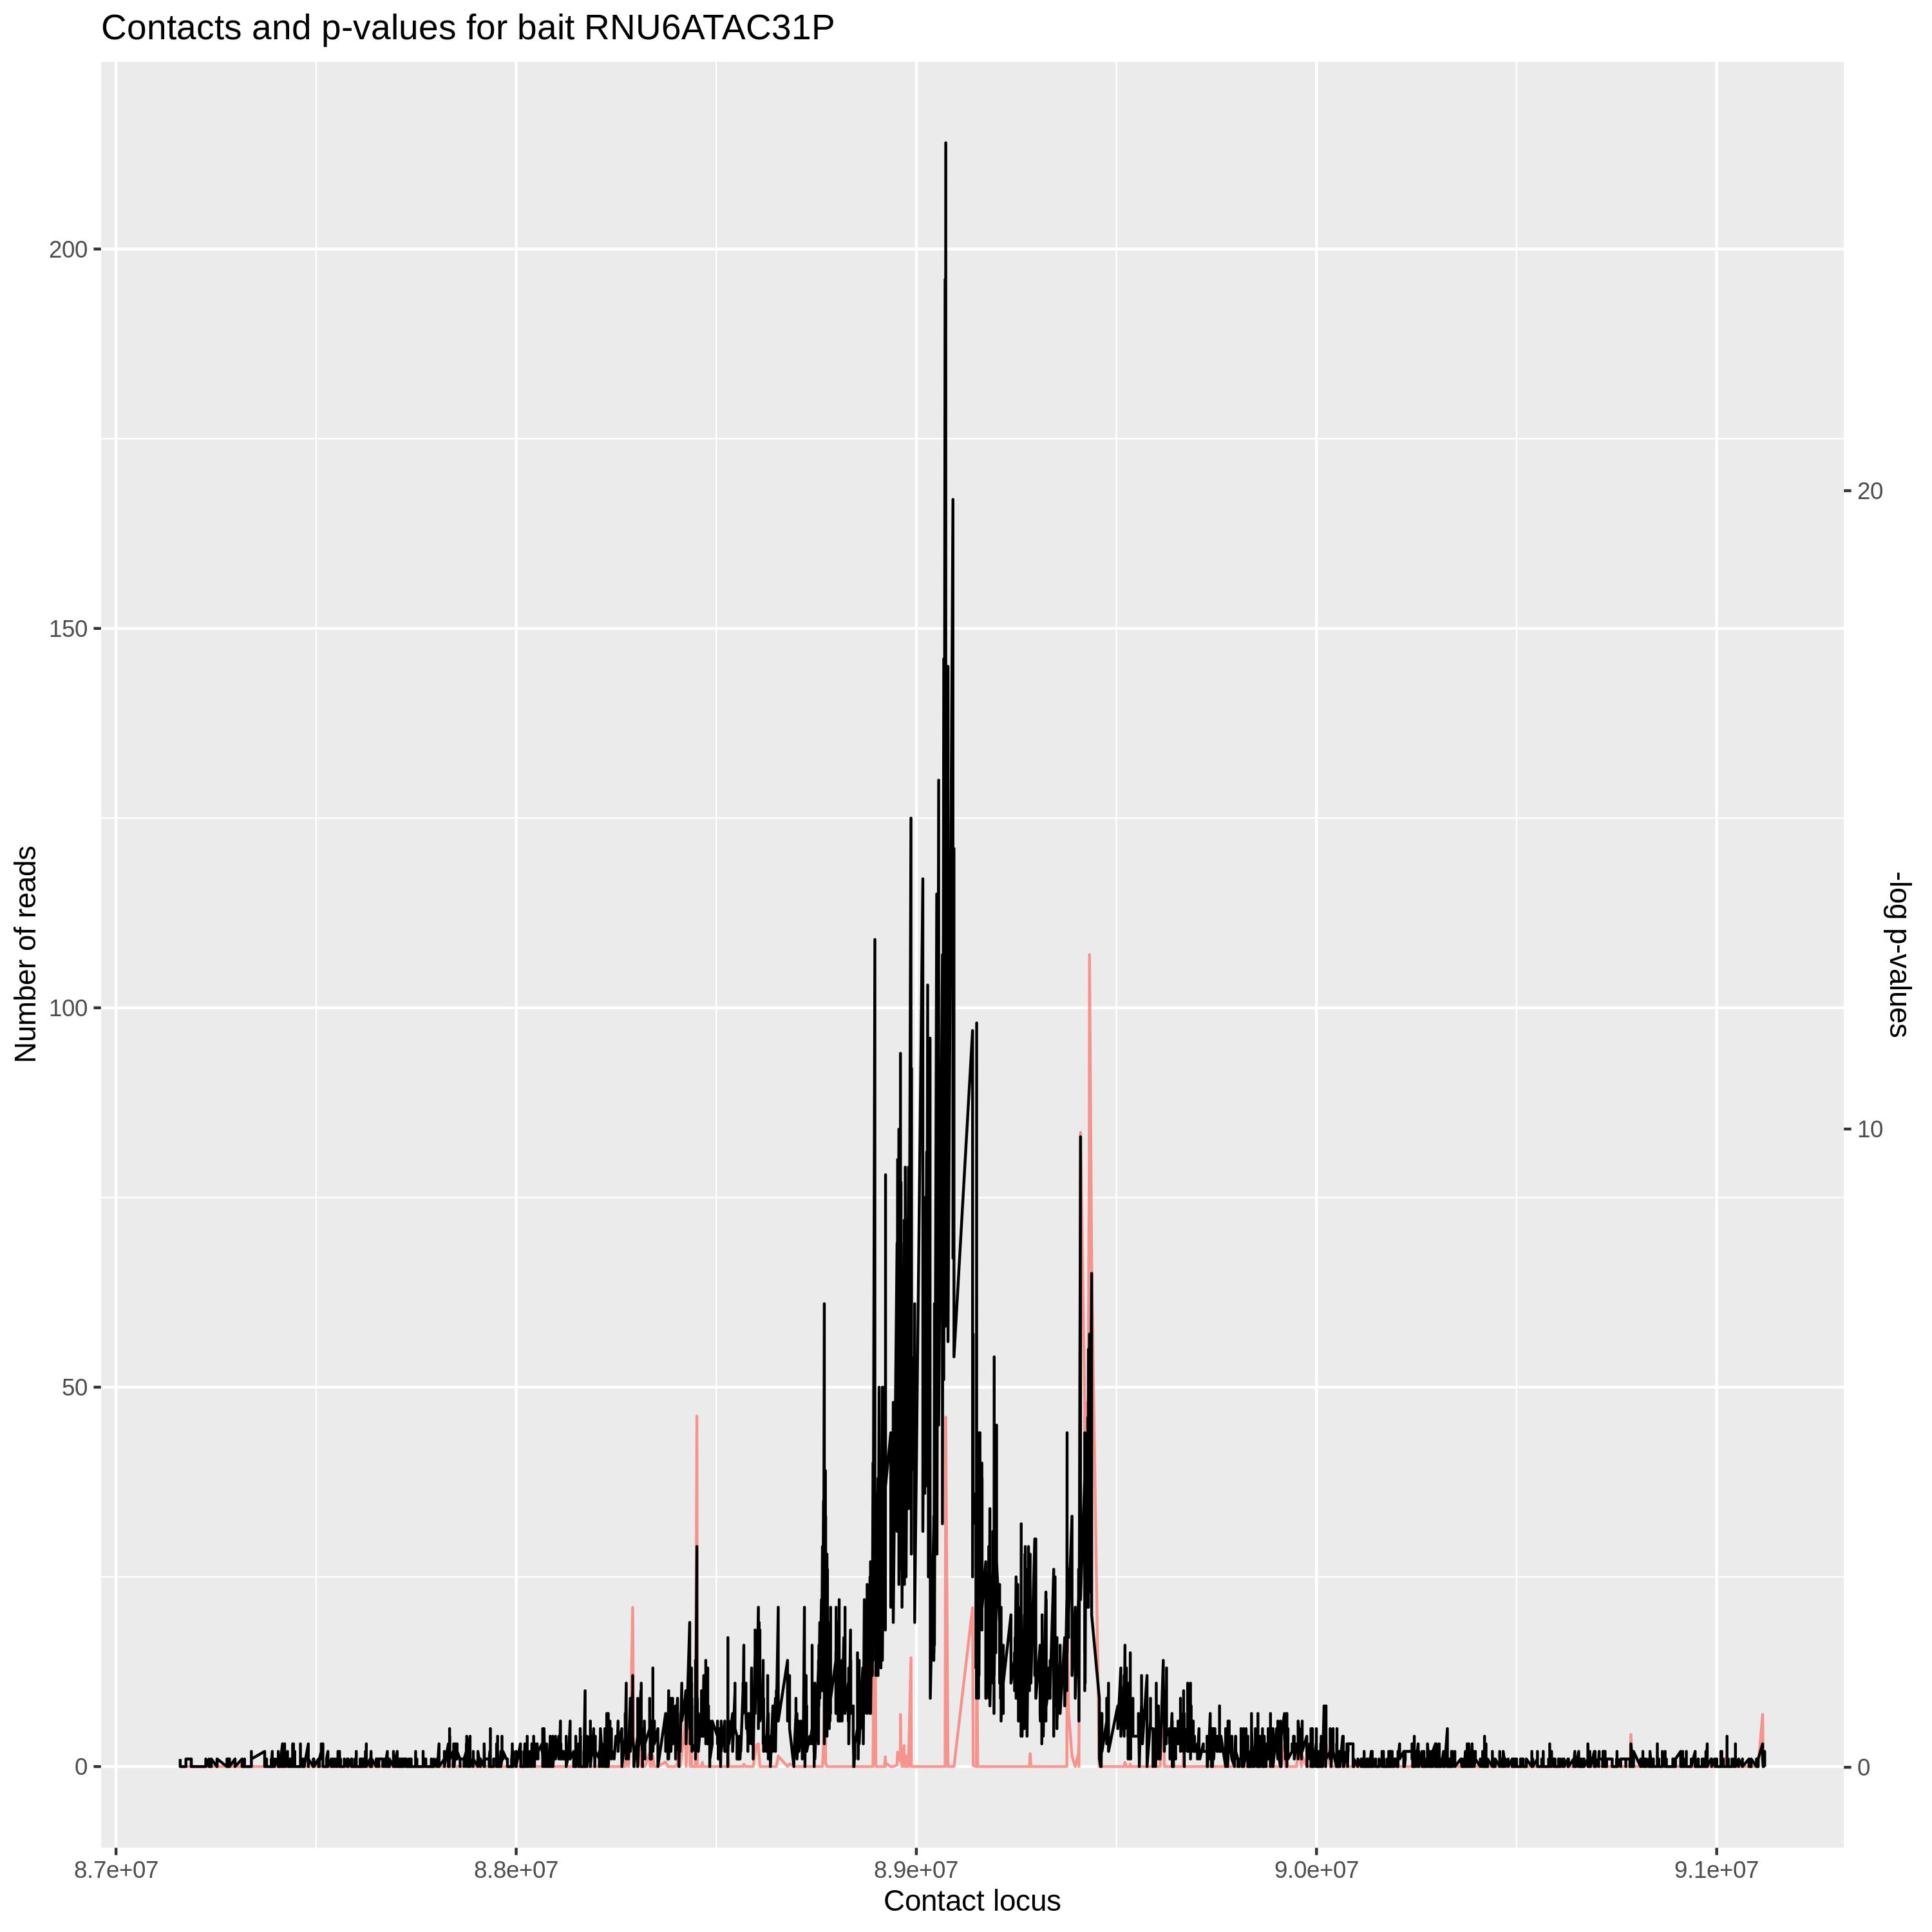 Contacts and p-values for bait RNU6ATAC31P
200
150
100
50
0
Number of reads
20
10
0
-log p-values
8.7e+07
8.8e+07
8.9e+07
9.0e+07
9.1e+07
Contact locus